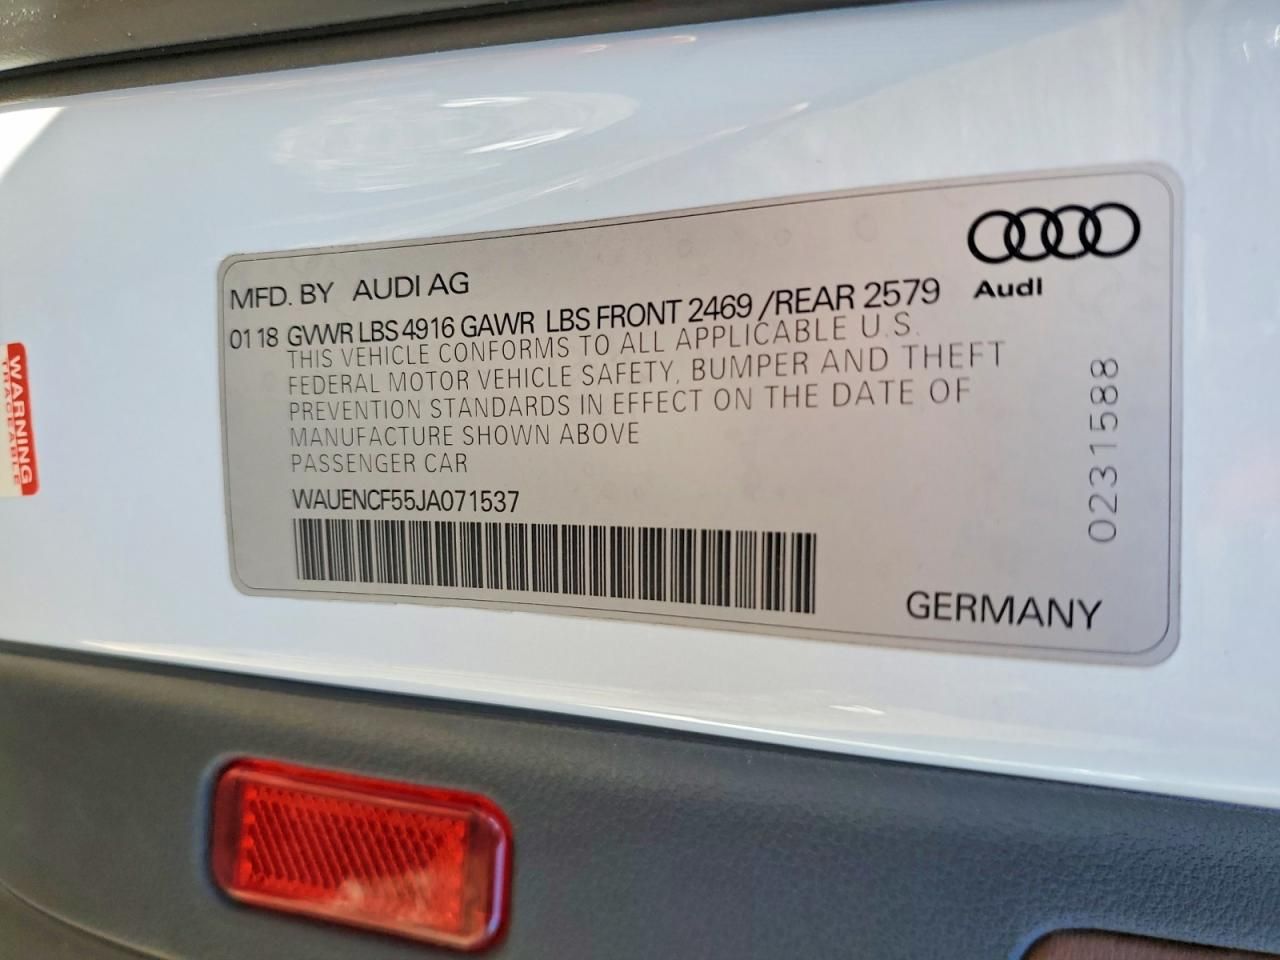 MFD. BY AUDI AG
Audi
01 18 GVWR LBS 4916 GAWR LBS FRONT 2469 /REAR 2579
THIS VEHICLE CONFORMS TO ALL APPLICABLE U.S.
FEDERAL MOTOR VEHICLE SAFETY, BUMPER AND THEFT
PREVENTION STANDARDS IN EFFECT ON THE DATE OF
MANUFACTURE SHOWN ABOVE
PASSENGER CAR
WAUENCF55JA071537
GERMANY
0231588
WARNING
TRACEABLE